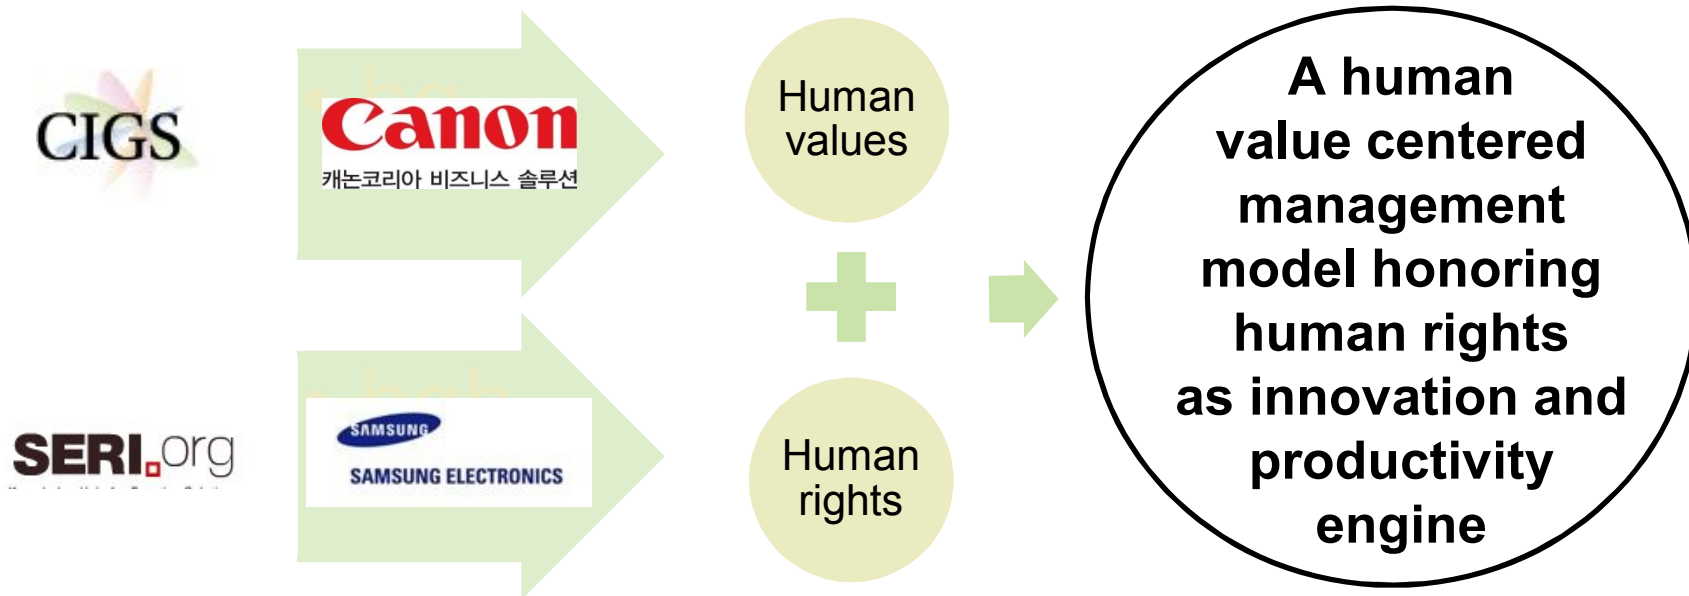 CIGS
Canon
캐논코리아 비즈니스 솔루션
Human
values
A human
value centered
management
model honoring
human rights
as innovation and
productivity
engine
SERI.org
SAMSUNG
SAMSUNG ELECTRONICS
Human
rights